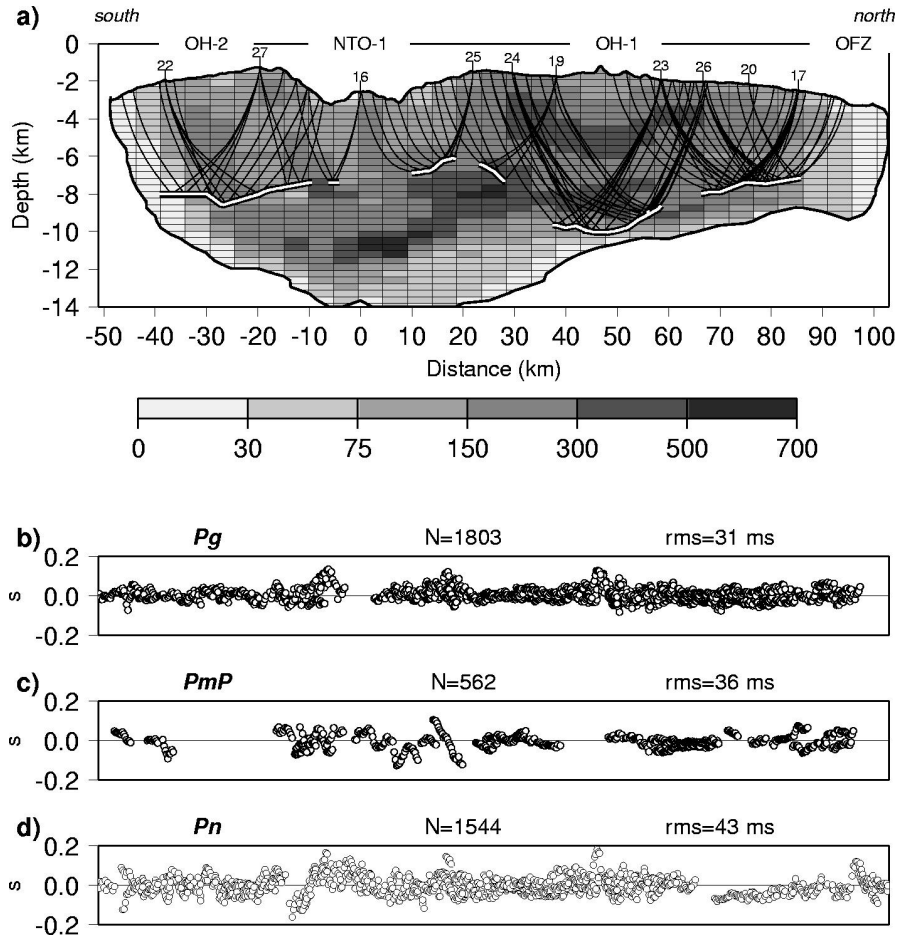 a)
south
north
OH-2 NTO-1 OH-1 OFZ
22 27 16 25 24 19 23 26 20 17
0
-2
-4
-6
-8
-10
-12
-14
Depth (km)
-50 -40 -30 -20 -10 0 10 20 30 40 50 60 70 80 90 100
Distance (km)
0 30 75 150 300 500 700
b)
Pg N=1803 rms=31 ms
0.2
0.0
-0.2
s
c)
PmP N=562 rms=36 ms
0.2
0.0
-0.2
s
d)
Pn N=1544 rms=43 ms
0.2
0.0
-0.2
s